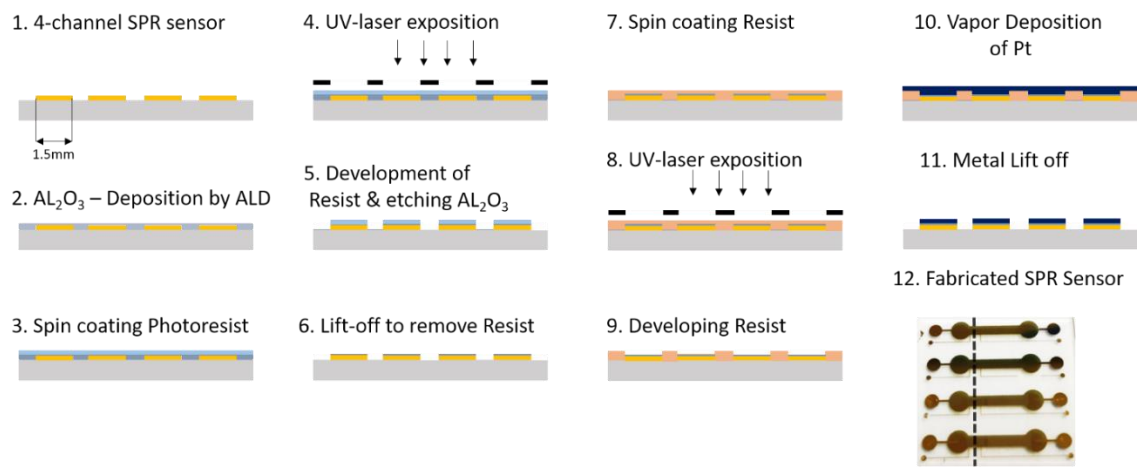 1. 4-channel SPR sensor
1.5mm
2. AL₂O₃ – Deposition by ALD
3. Spin coating Photoresist
4. UV-laser exposition
5. Development of
Resist & etching AL₂O₃
6. Lift-off to remove Resist
7. Spin coating Resist
8. UV-laser exposition
9. Developing Resist
10. Vapor Deposition
of Pt
11. Metal Lift off
12. Fabricated SPR Sensor